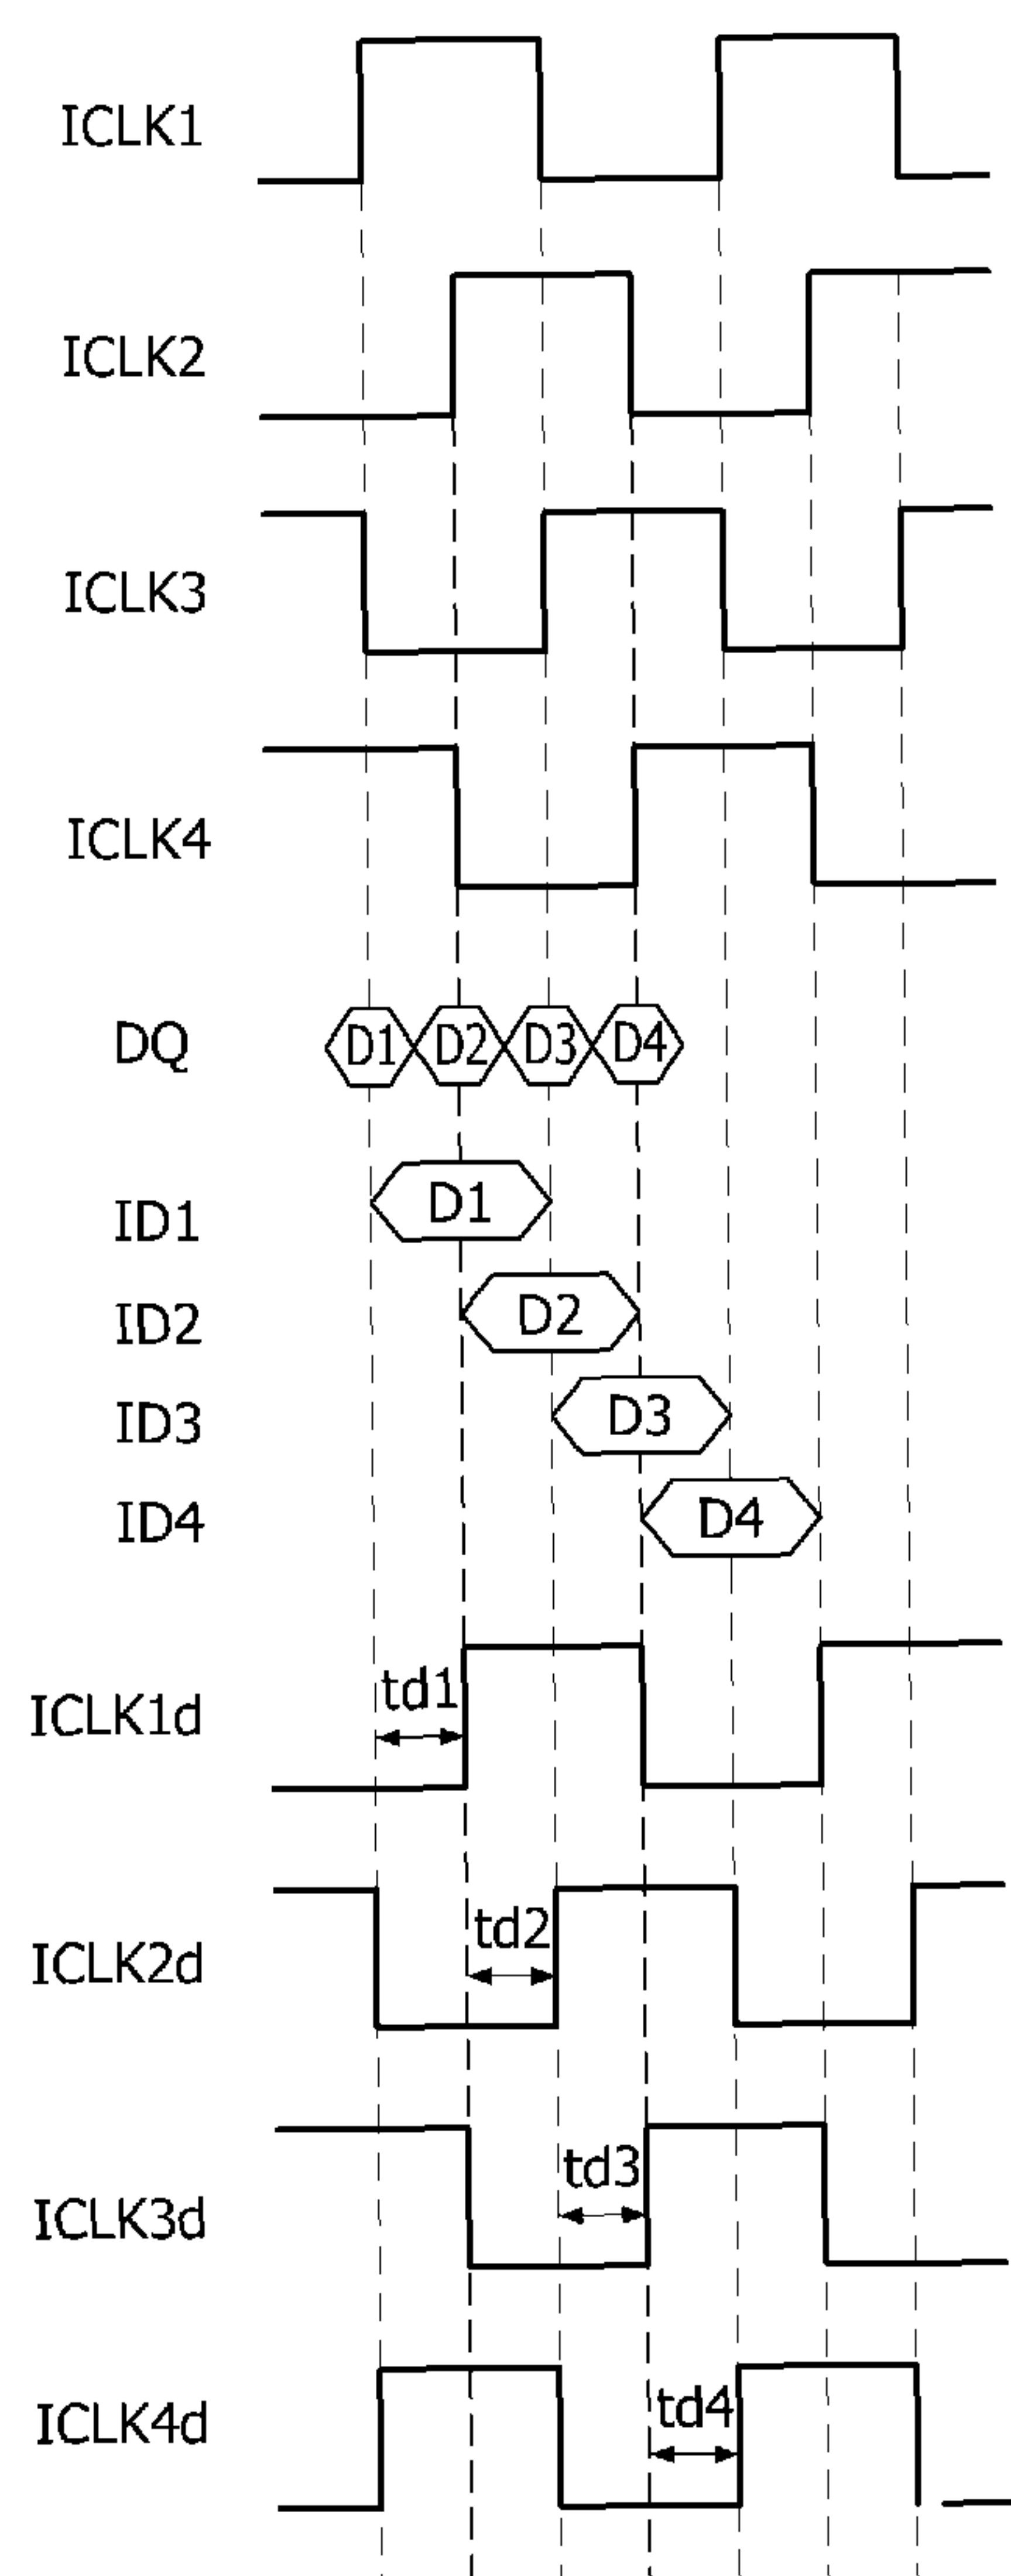 ICLK1
ICLK2
ICLK3
ICLK4
DQ D1 D2 D3 D4
ID1 D1
ID2 D2
ID3 D3
ID4 D4
ICLK1d td1
ICLK2d td2
ICLK3d td3
ICLK4d td4